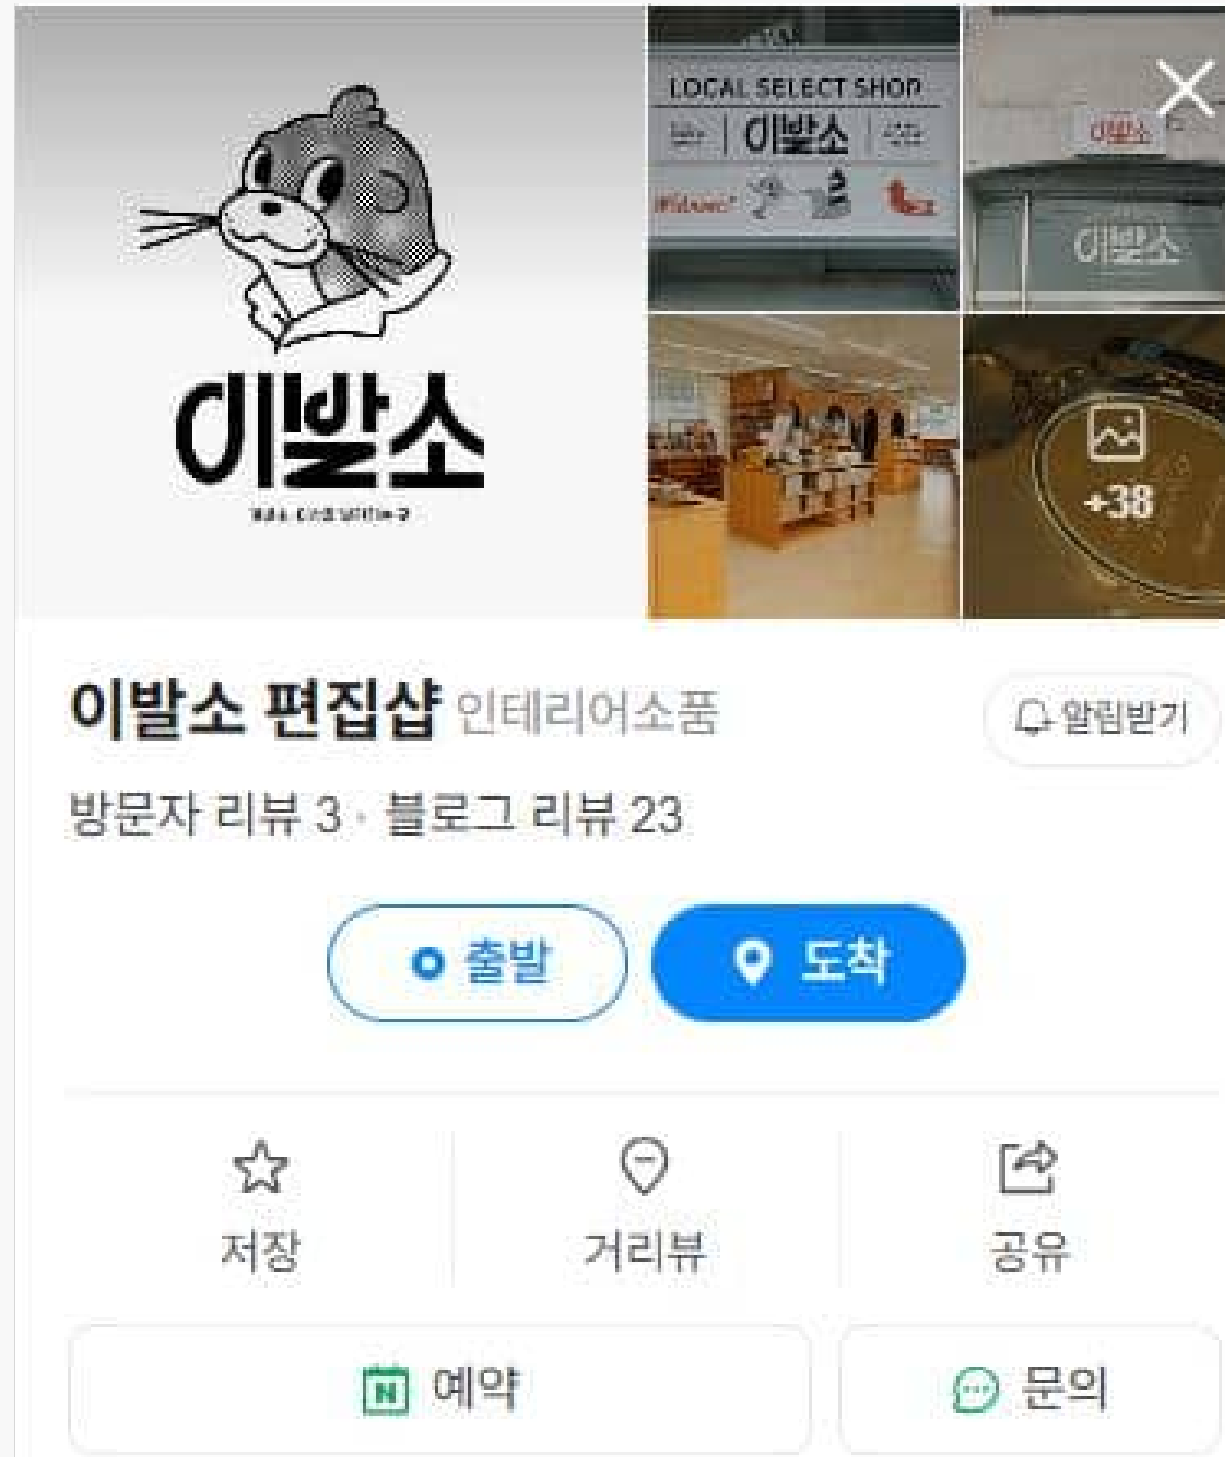 LOCAL SELECT SHOP
이발소
이발소
이발소
이발소
+38
이발소 편집샵 인테리어소품
알림받기
방문자 리뷰 3 · 블로그 리뷰 23
출발 도착
저장 거리뷰 공유
예약 문의